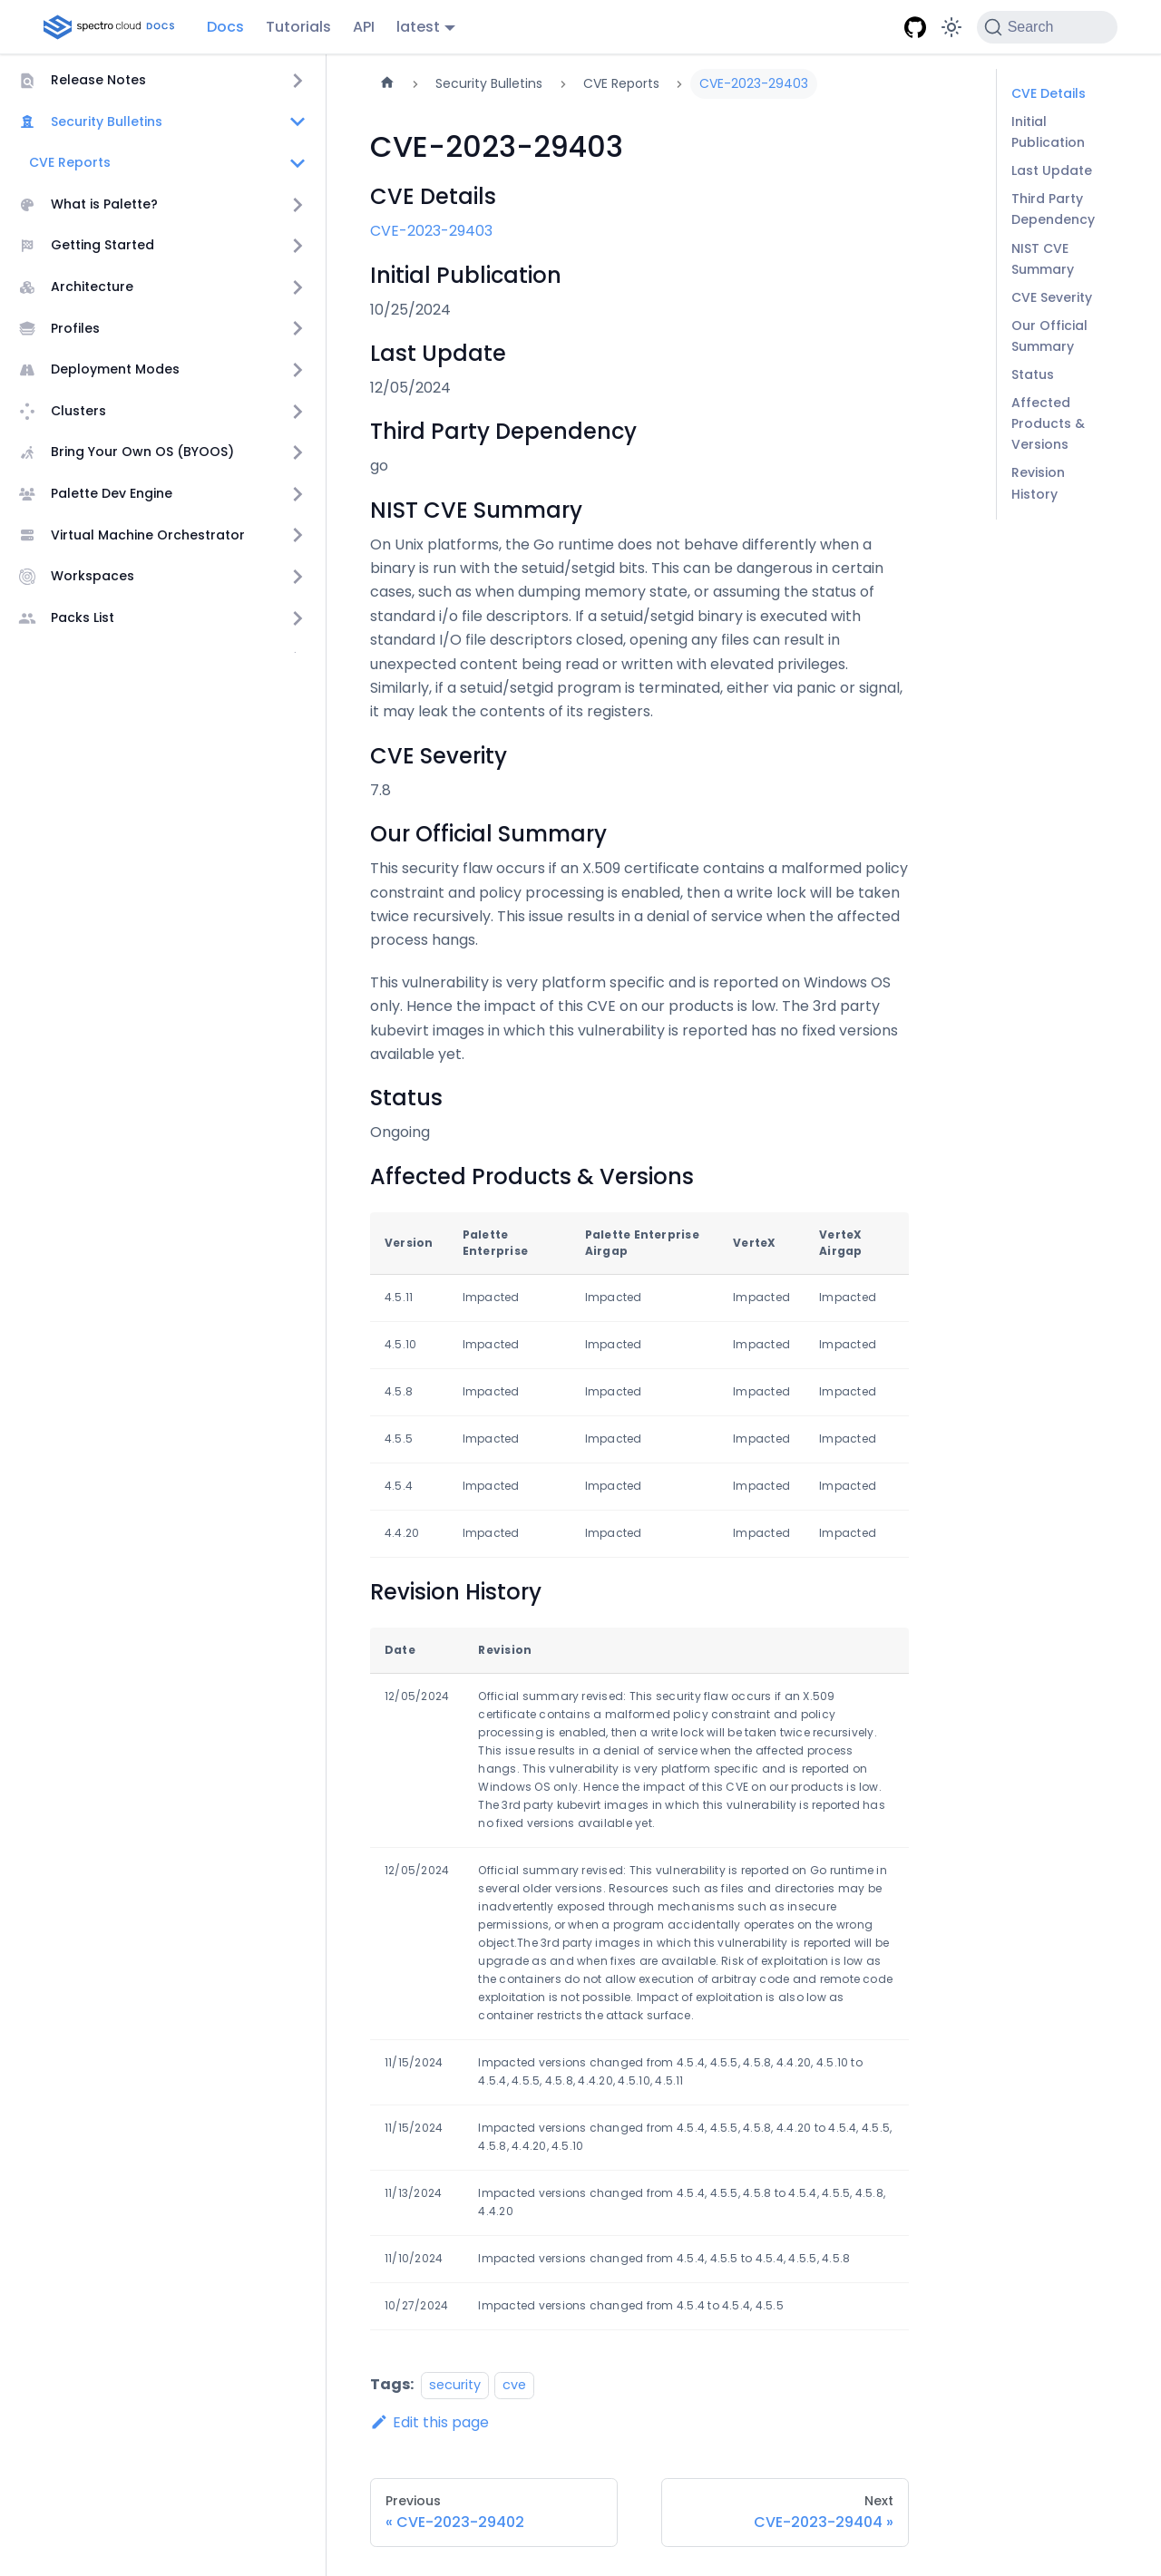 spectro cloud DOCS
Docs
Tutorials
API
latest
Search
Release Notes
Security Bulletins
CVE Reports
What is Palette?
Getting Started
Architecture
Profiles
Deployment Modes
Clusters
Bring Your Own OS (BYOOS)
Palette Dev Engine
Virtual Machine Orchestrator
Workspaces
Packs List
Security Bulletins
CVE Reports
CVE-2023-29403
CVE-2023-29403
CVE Details
CVE-2023-29403
Initial Publication
10/25/2024
Last Update
12/05/2024
Third Party Dependency
go
NIST CVE Summary
On Unix platforms, the Go runtime does not behave differently when a
binary is run with the setuid/setgid bits. This can be dangerous in certain
cases, such as when dumping memory state, or assuming the status of
standard i/o file descriptors. If a setuid/setgid binary is executed with
standard I/O file descriptors closed, opening any files can result in
unexpected content being read or written with elevated privileges.
Similarly, if a setuid/setgid program is terminated, either via panic or signal,
it may leak the contents of its registers.
CVE Severity
7.8
Our Official Summary
This security flaw occurs if an X.509 certificate contains a malformed policy
constraint and policy processing is enabled, then a write lock will be taken
twice recursively. This issue results in a denial of service when the affected
process hangs.
This vulnerability is very platform specific and is reported on Windows OS
only. Hence the impact of this CVE on our products is low. The 3rd party
kubevirt images in which this vulnerability is reported has no fixed versions
available yet.
Status
Ongoing
Affected Products & Versions
Version Palette Enterprise Palette Enterprise Airgap VerteX VerteX Airgap
4.5.11 Impacted Impacted Impacted Impacted
4.5.10 Impacted Impacted Impacted Impacted
4.5.8 Impacted Impacted Impacted Impacted
4.5.5 Impacted Impacted Impacted Impacted
4.5.4 Impacted Impacted Impacted Impacted
4.4.20 Impacted Impacted Impacted Impacted
Revision History
Date Revision
12/05/2024 Official summary revised: This security flaw occurs if an X.509
certificate contains a malformed policy constraint and policy
processing is enabled, then a write lock will be taken twice recursively.
This issue results in a denial of service when the affected process
hangs. This vulnerability is very platform specific and is reported on
Windows OS only. Hence the impact of this CVE on our products is low.
The 3rd party kubevirt images in which this vulnerability is reported has
no fixed versions available yet.
12/05/2024 Official summary revised: This vulnerability is reported on Go runtime in
several older versions. Resources such as files and directories may be
inadvertently exposed through mechanisms such as insecure
permissions, or when a program accidentally operates on the wrong
object.The 3rd party images in which this vulnerability is reported will be
upgrade as and when fixes are available. Risk of exploitation is low as
the containers do not allow execution of arbitray code and remote code
exploitation is not possible. Impact of exploitation is also low as
container restricts the attack surface.
11/15/2024 Impacted versions changed from 4.5.4, 4.5.5, 4.5.8, 4.4.20, 4.5.10 to
4.5.4, 4.5.5, 4.5.8, 4.4.20, 4.5.10, 4.5.11
11/15/2024 Impacted versions changed from 4.5.4, 4.5.5, 4.5.8, 4.4.20 to 4.5.4, 4.5.5,
4.5.8, 4.4.20, 4.5.10
11/13/2024 Impacted versions changed from 4.5.4, 4.5.5, 4.5.8 to 4.5.4, 4.5.5, 4.5.8,
4.4.20
11/10/2024 Impacted versions changed from 4.5.4, 4.5.5 to 4.5.4, 4.5.5, 4.5.8
10/27/2024 Impacted versions changed from 4.5.4 to 4.5.4, 4.5.5
Tags: security cve
Edit this page
Previous
« CVE-2023-29402
Next
CVE-2023-29404 »
CVE Details
Initial
Publication
Last Update
Third Party
Dependency
NIST CVE
Summary
CVE Severity
Our Official
Summary
Status
Affected
Products &
Versions
Revision
History